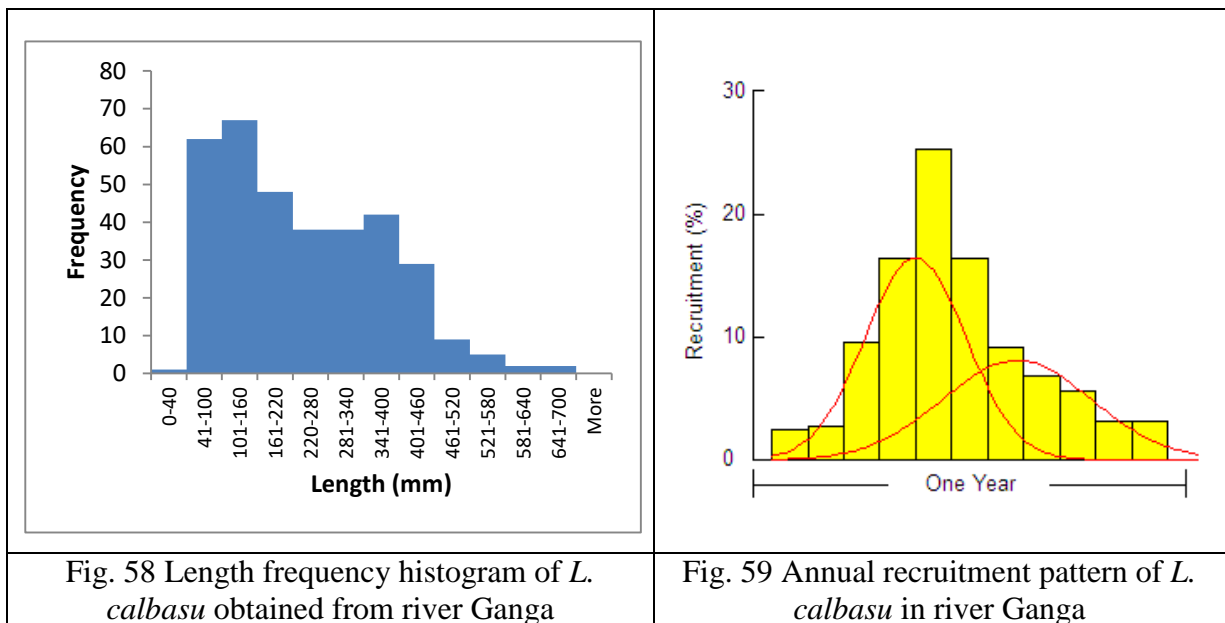 80
70
60
50
40
30
20
10
0
Frequency
0-40
41-100
101-160
161-220
220-280
281-340
341-400
401-460
461-520
521-580
581-640
641-700
More
Length (mm)
Fig. 58 Length frequency histogram of L.
calbasu obtained from river Ganga
30
20
10
0
Recruitment (%)
One Year
Fig. 59 Annual recruitment pattern of L.
calbasu in river Ganga